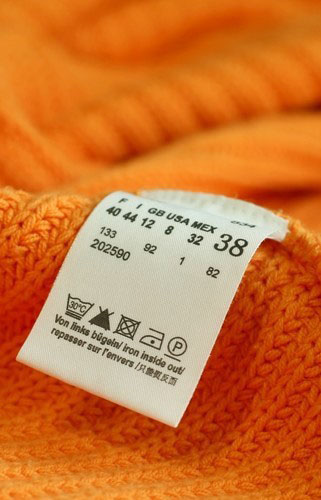 F I GB USA MEX
40 44 12 8 32 38
133 92 1 82
202590
30°C P
Von links bügeln/ Iron inside out/
repasser sur l'envers /只能熨反面